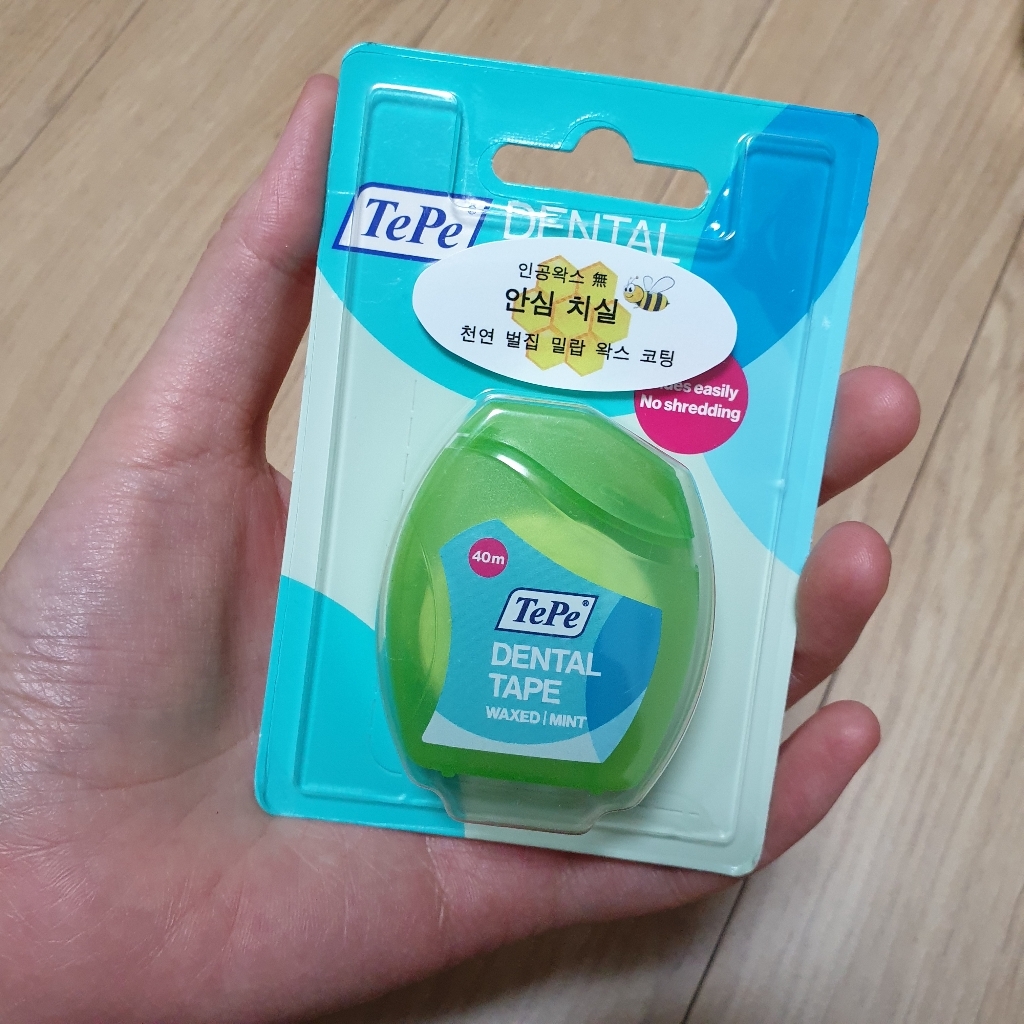 TePe®
DENTAL
인공왁스 無
안심 치실
천연 벌집 밀랍 왁스 코팅
easily
No shredding
40m
TePe®
DENTAL
TAPE
WAXED | MINT